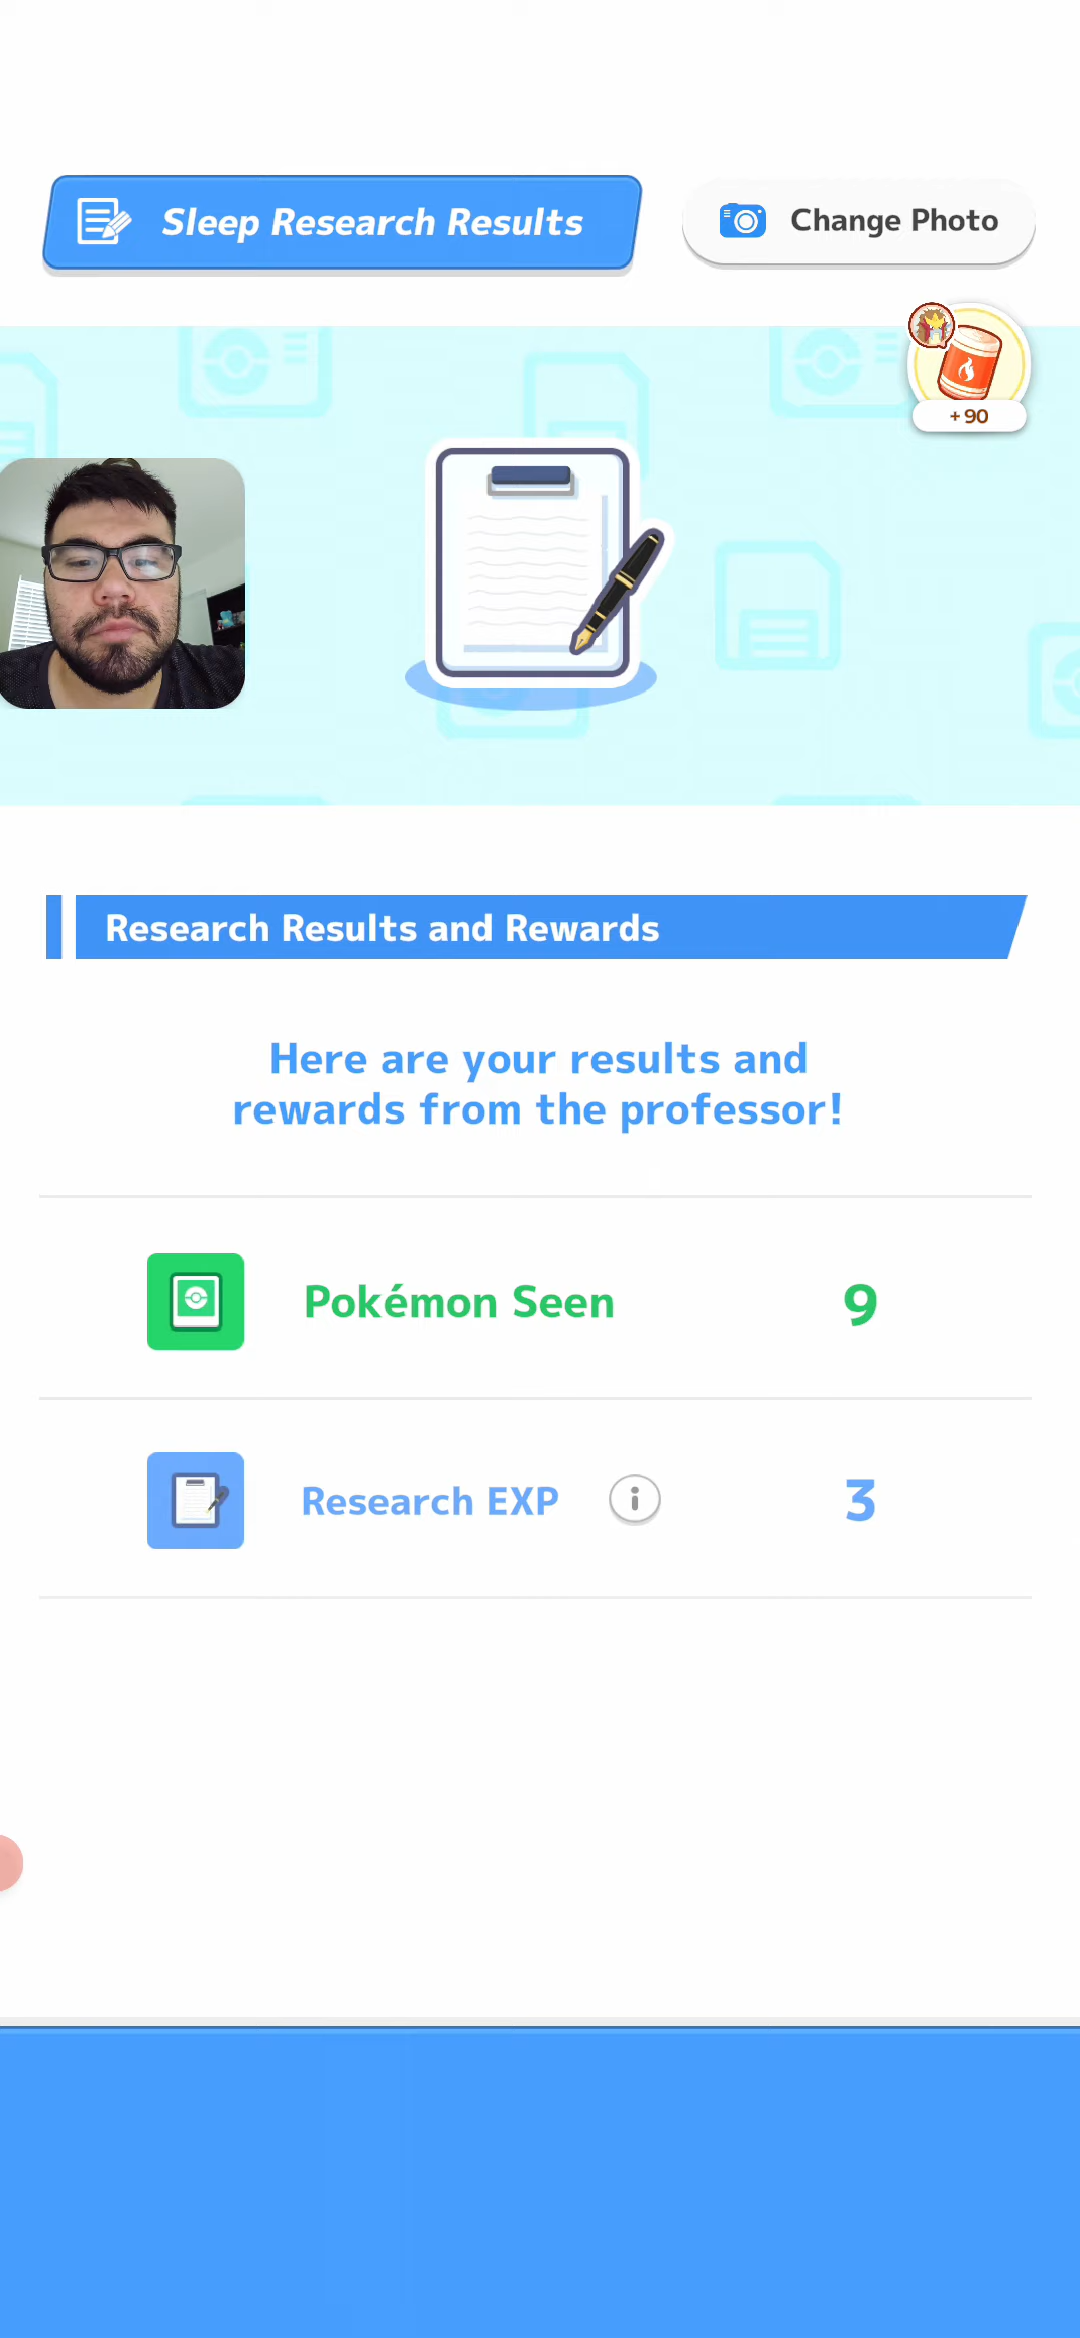 Sleep Research Results
Change Photo
+90
Research Results and Rewards
Here are your results and
rewards from the professor!
Pokémon Seen 9
Research EXP i 3